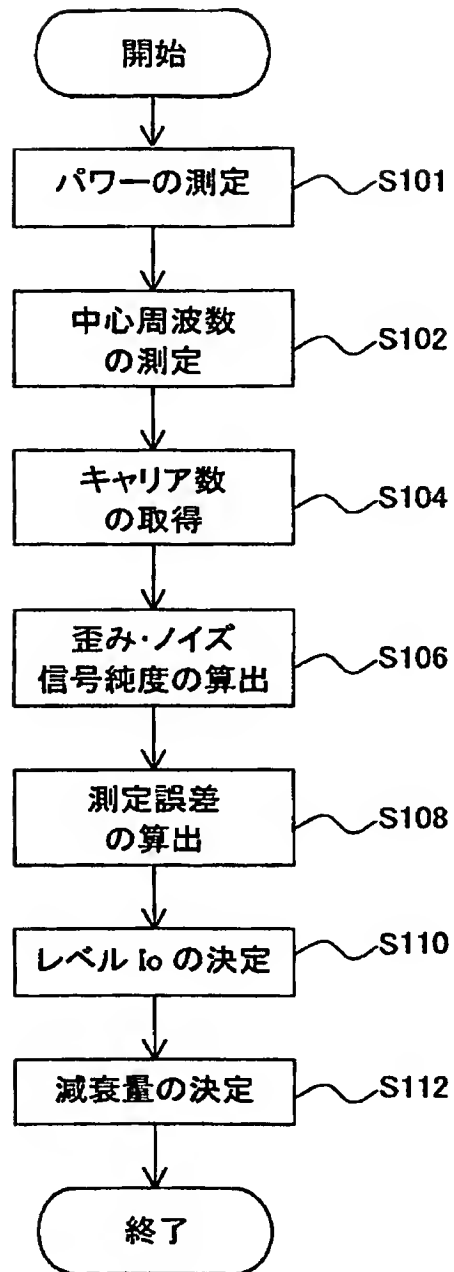 開始
パワーの測定
S101
中心周波数
の測定
S102
キャリア数
の取得
S104
歪み・ノイズ
信号純度の算出
S106
測定誤差
の算出
S108
レベル Io の決定
S110
減衰量の決定
S112
終了